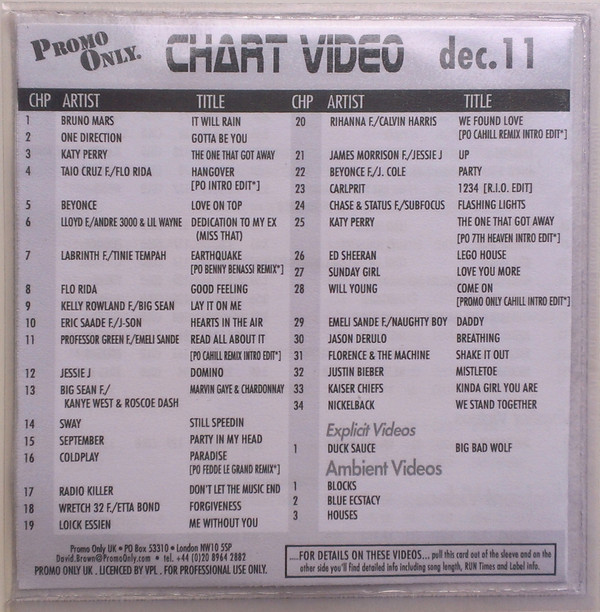 PROMO ONLY. CHART VIDEO dec.11
CHP ARTIST TITLE
1 BRUNO MARS IT WILL RAIN
2 ONE DIRECTION GOTTA BE YOU
3 KATY PERRY THE ONE THAT GOT AWAY
4 TAIO CRUZ F./FLO RIDA HANGOVER
[PO INTRO EDIT*]
5 BEYONCE LOVE ON TOP
6 LLOYD F./ANDRE 3000 & LIL WAYNE DEDICATION TO MY EX
(MISS THAT)
7 LABRINTH F./TINIE TEMPAH EARTHQUAKE
[PO BENNY BENASSI REMIX*]
8 FLO RIDA GOOD FEELING
9 KELLY ROWLAND F./BIG SEAN LAY IT ON ME
10 ERIC SAADE F./J-SON HEARTS IN THE AIR
11 PROFESSOR GREEN F./EMELI SANDE READ ALL ABOUT IT
[PO CAHILL REMIX INTRO EDIT*]
12 JESSIE J DOMINO
13 BIG SEAN F./ MARVIN GAYE & CHARDONNAY
KANYE WEST & ROSCOE DASH
14 SWAY STILL SPEEDIN
15 SEPTEMBER PARTY IN MY HEAD
16 COLDPLAY PARADISE
[PO FEDDE LE GRAND REMIX*]
17 RADIO KILLER DON'T LET THE MUSIC END
18 WRETCH 32 F./ETTA BOND FORGIVENESS
19 LOICK ESSIEN ME WITHOUT YOU
CHP ARTIST TITLE
20 RIHANNA F./CALVIN HARRIS WE FOUND LOVE
[PO CAHILL REMIX INTRO EDIT*]
21 JAMES MORRISON F./JESSIE J UP
22 BEYONCE F./J. COLE PARTY
23 CARLPRIT 1234 [R.I.O. EDIT]
24 CHASE & STATUS F./SUBFOCUS FLASHING LIGHTS
25 KATY PERRY THE ONE THAT GOT AWAY
[PO 7TH HEAVEN INTRO EDIT*]
26 ED SHEERAN LEGO HOUSE
27 SUNDAY GIRL LOVE YOU MORE
28 WILL YOUNG COME ON
[PROMO ONLY CAHILL INTRO EDIT*]
29 EMELI SANDE F./NAUGHTY BOY DADDY
30 JASON DERULO BREATHING
31 FLORENCE & THE MACHINE SHAKE IT OUT
32 JUSTIN BIEBER MISTLETOE
33 KAISER CHIEFS KINDA GIRL YOU ARE
34 NICKELBACK WE STAND TOGETHER
Explicit Videos
1 DUCK SAUCE BIG BAD WOLF
Ambient Videos
1 BLOCKS
2 BLUE ECSTACY
3 HOUSES
Promo Only UK • PO Box 53310 • London NW10 5SP
David.Brown@PromoOnly.com • tel. +44 (0)20 8964 2882
PROMO ONLY UK . LICENCED BY VPL . FOR PROFESSIONAL USE ONLY.
....FOR DETAILS ON THESE VIDEOS... pull this card out of the sleeve and on the
other side you'll find detailed info including song length, RUN Times and Label info.